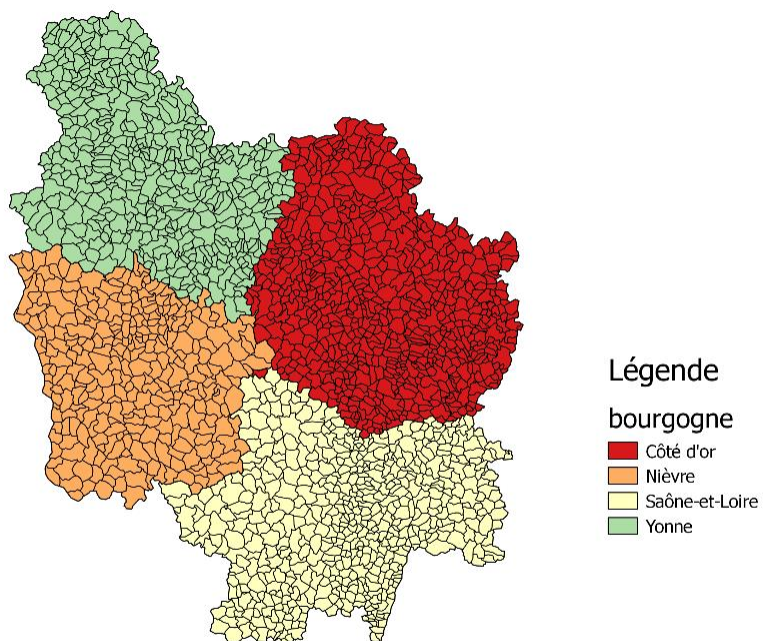 Légende
bourgogne
Côté d'or
Nièvre
Saône-et-Loire
Yonne